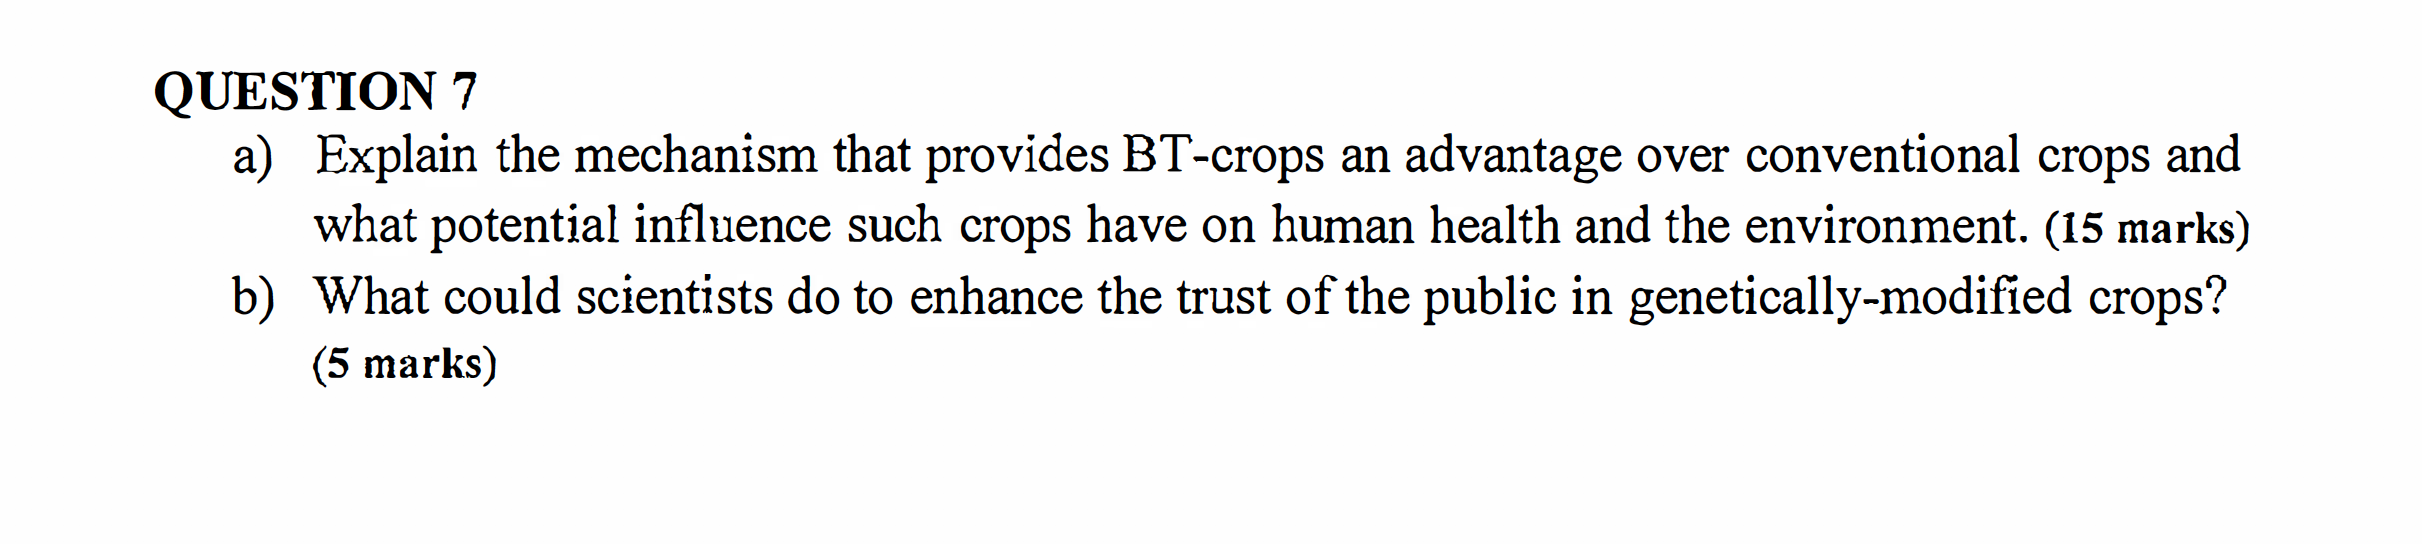 QUESTION 7
a) Explain the mechanism that provides BT-crops an advantage over conventional crops and
what potential influence such crops have on human health and the environment. (15 marks)
b) What could scientists do to enhance the trust of the public in genetically-modified crops?
(5 marks)